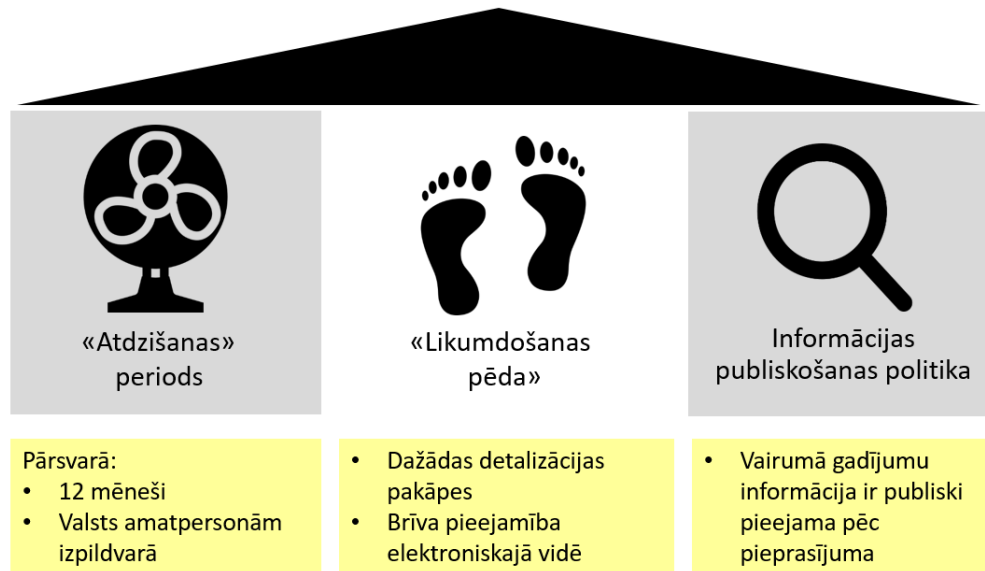 «Atdzišanas»
periods
«Likumdošanas
pēda»
Informācijas
publiskošanas politika
Pārsvarā:
• 12 mēneši
• Valsts amatpersonām
izpildvarā
• Dažādas detalizācijas
pakāpes
• Brīva pieejamība
elektroniskajā vidē
• Vairumā gadījumu
informācija ir publiski
pieejama pēc
pieprasījuma